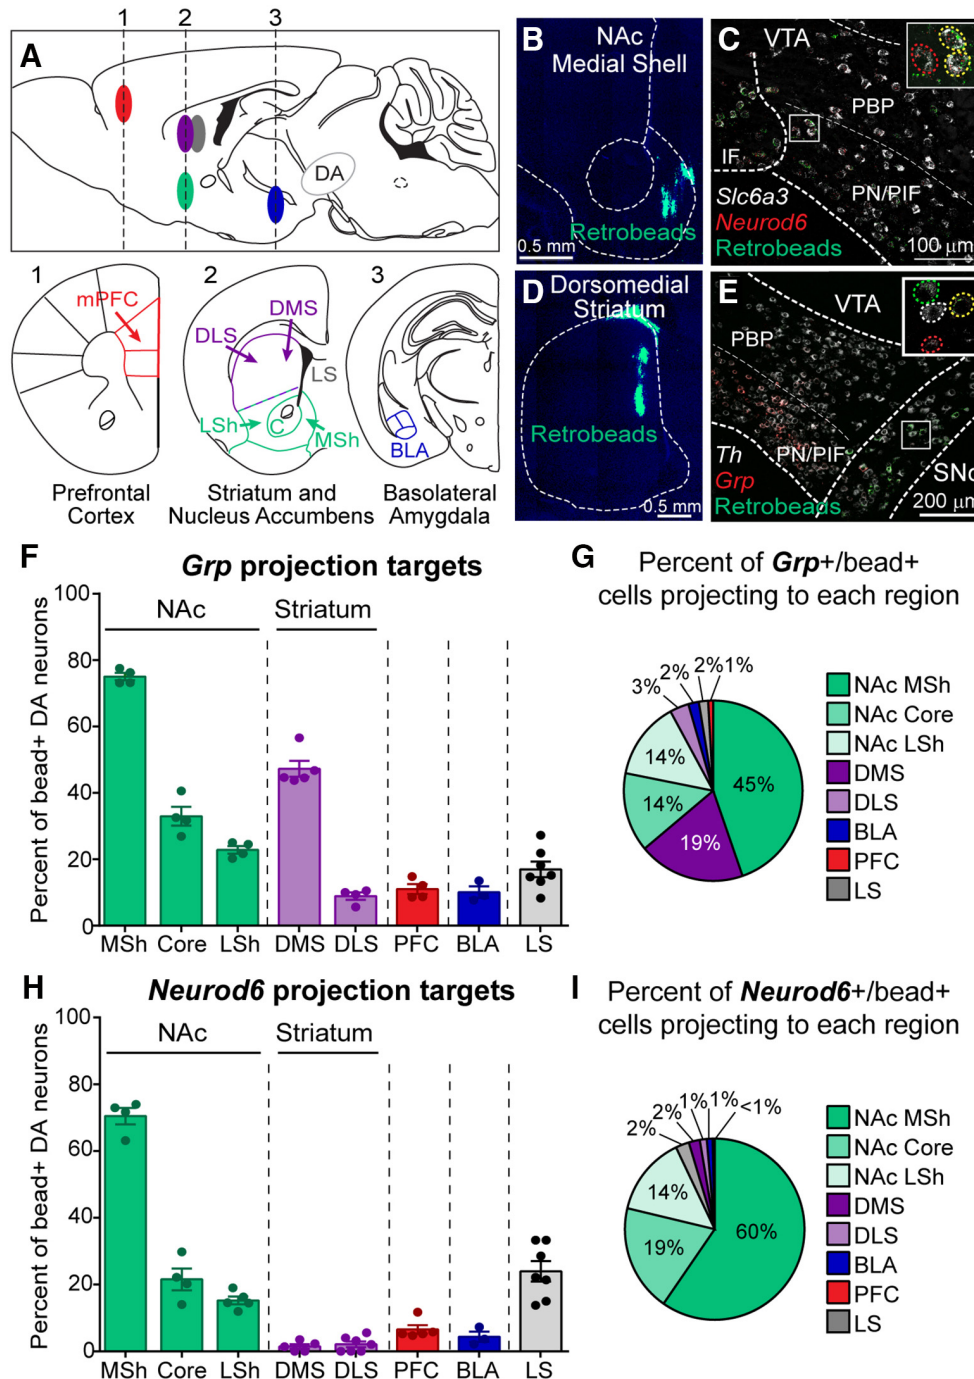 1 2 3
A
DA
1 2 3
mPFC
DMS
DLS
LS
LSh
C
MSh
BLA
Prefrontal
Cortex
Striatum and
Nucleus Accumbens
Basolateral
Amygdala
B
NAc
Medial Shell
Retrobeads
0.5 mm
C
VTA
PBP
IF
PN/PIF
Slc6a3
Neurod6
Retrobeads
100 μm
D
Dorsomedial
Striatum
Retrobeads
0.5 mm
E
VTA
PBP
PN/PIF
Th
Grp
Retrobeads
SNc
200 μm
F
Grp projection targets
NAc
Striatum
Percent of bead+ DA neurons
100
80
60
40
20
0
MSh Core LSh DMS DLS PFC BLA LS
G
Percent of Grp+/bead+
cells projecting to each region
3% 2% 2% 1%
14%
14%
19%
45%
NAc MSh
NAc Core
NAc LSh
DMS
DLS
BLA
PFC
LS
H
Neurod6 projection targets
NAc
Striatum
Percent of bead+ DA neurons
100
80
60
40
20
0
MSh Core LSh DMS DLS PFC BLA LS
I
Percent of Neurod6+/bead+
cells projecting to each region
2% 2% 1% 1% <1%
14%
19%
60%
NAc MSh
NAc Core
NAc LSh
DMS
DLS
BLA
PFC
LS